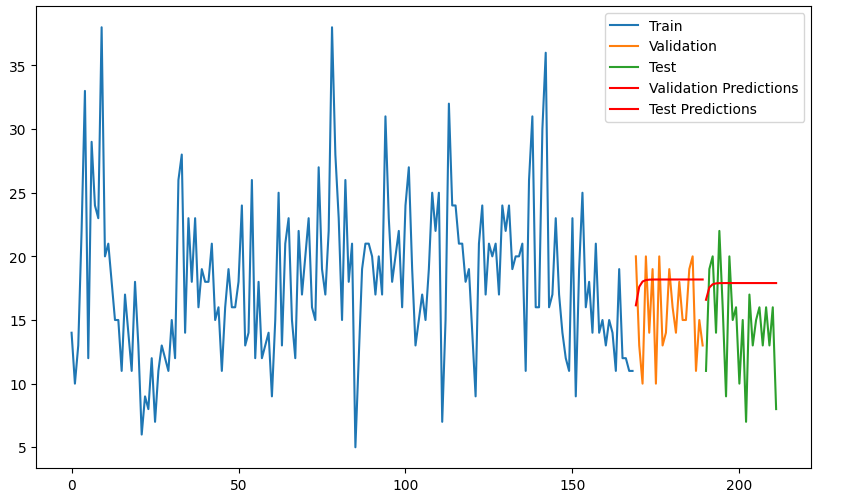 Train
Validation
Test
Validation Predictions
Test Predictions
35
30
25
20
15
10
5
0 50 100 150 200